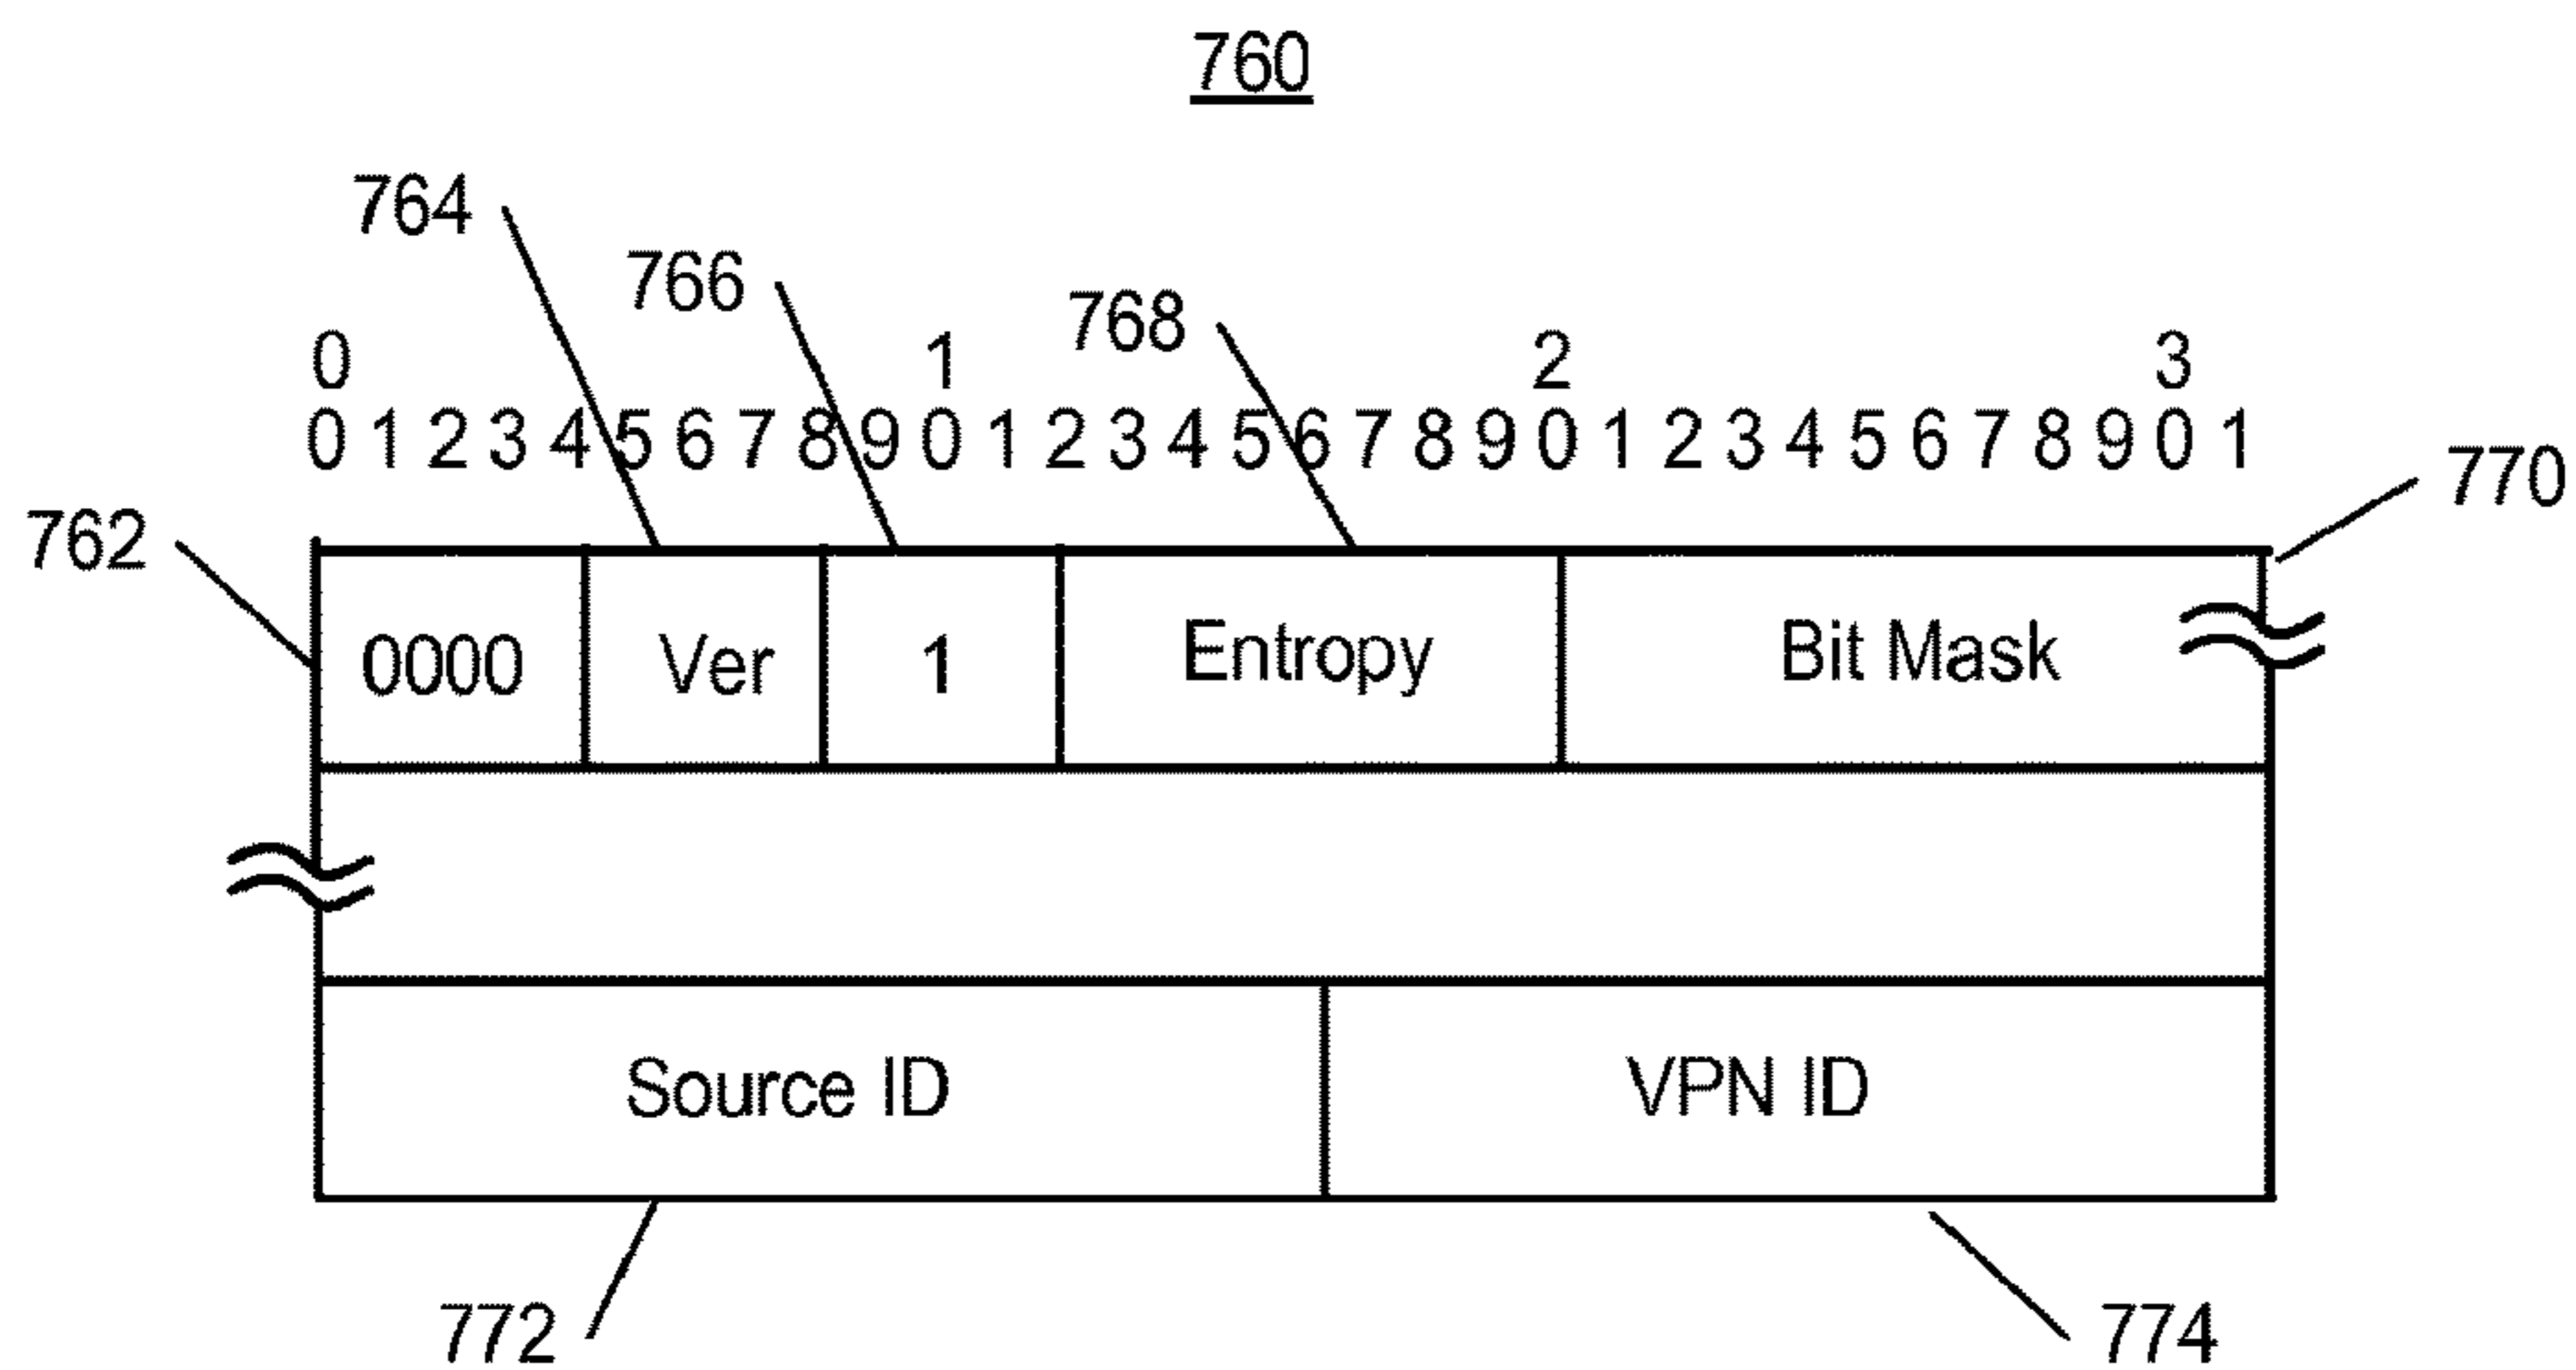 760
764
766
768
0 1 2 3
0 1 2 3 4 5 6 7 8 9 0 1 2 3 4 5 6 7 8 9 0 1 2 3 4 5 6 7 8 9 0 1
770
762
0000 Ver 1 Entropy Bit Mask
Source ID VPN ID
772 774